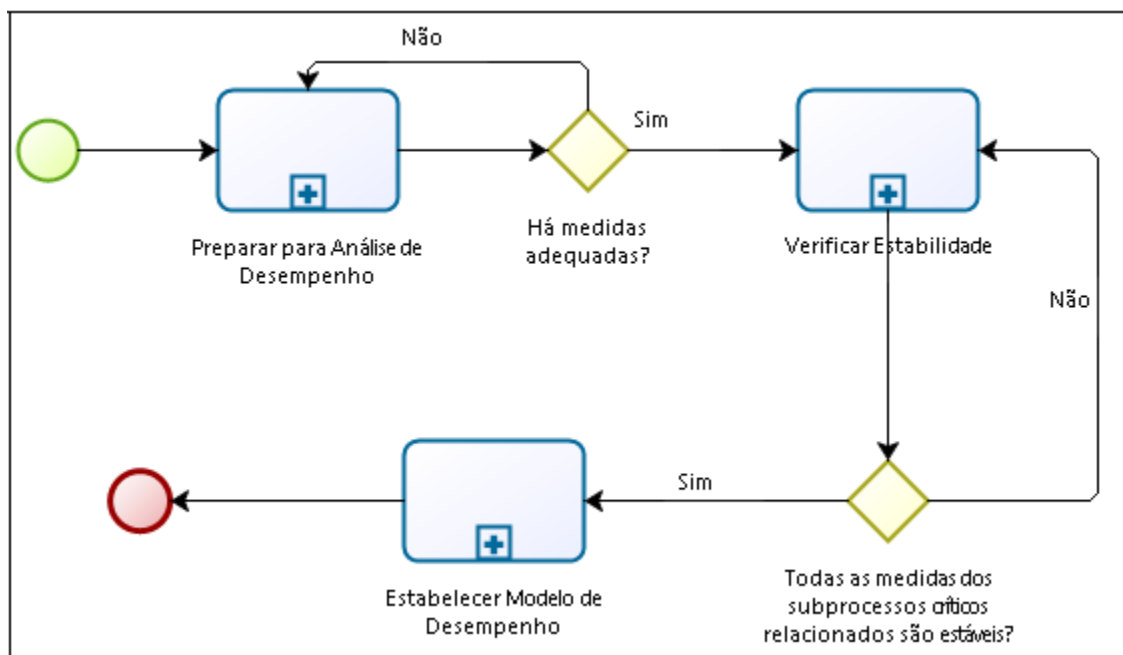 Não
Sim
Preparar para Análise de
Desempenho
Há medidas
adequadas?
Verificar Estabilidade
Não
Sim
Estabelecer Modelo de
Desempenho
Todas as medidas dos
subprocessos críticos
relacionados são estáveis?